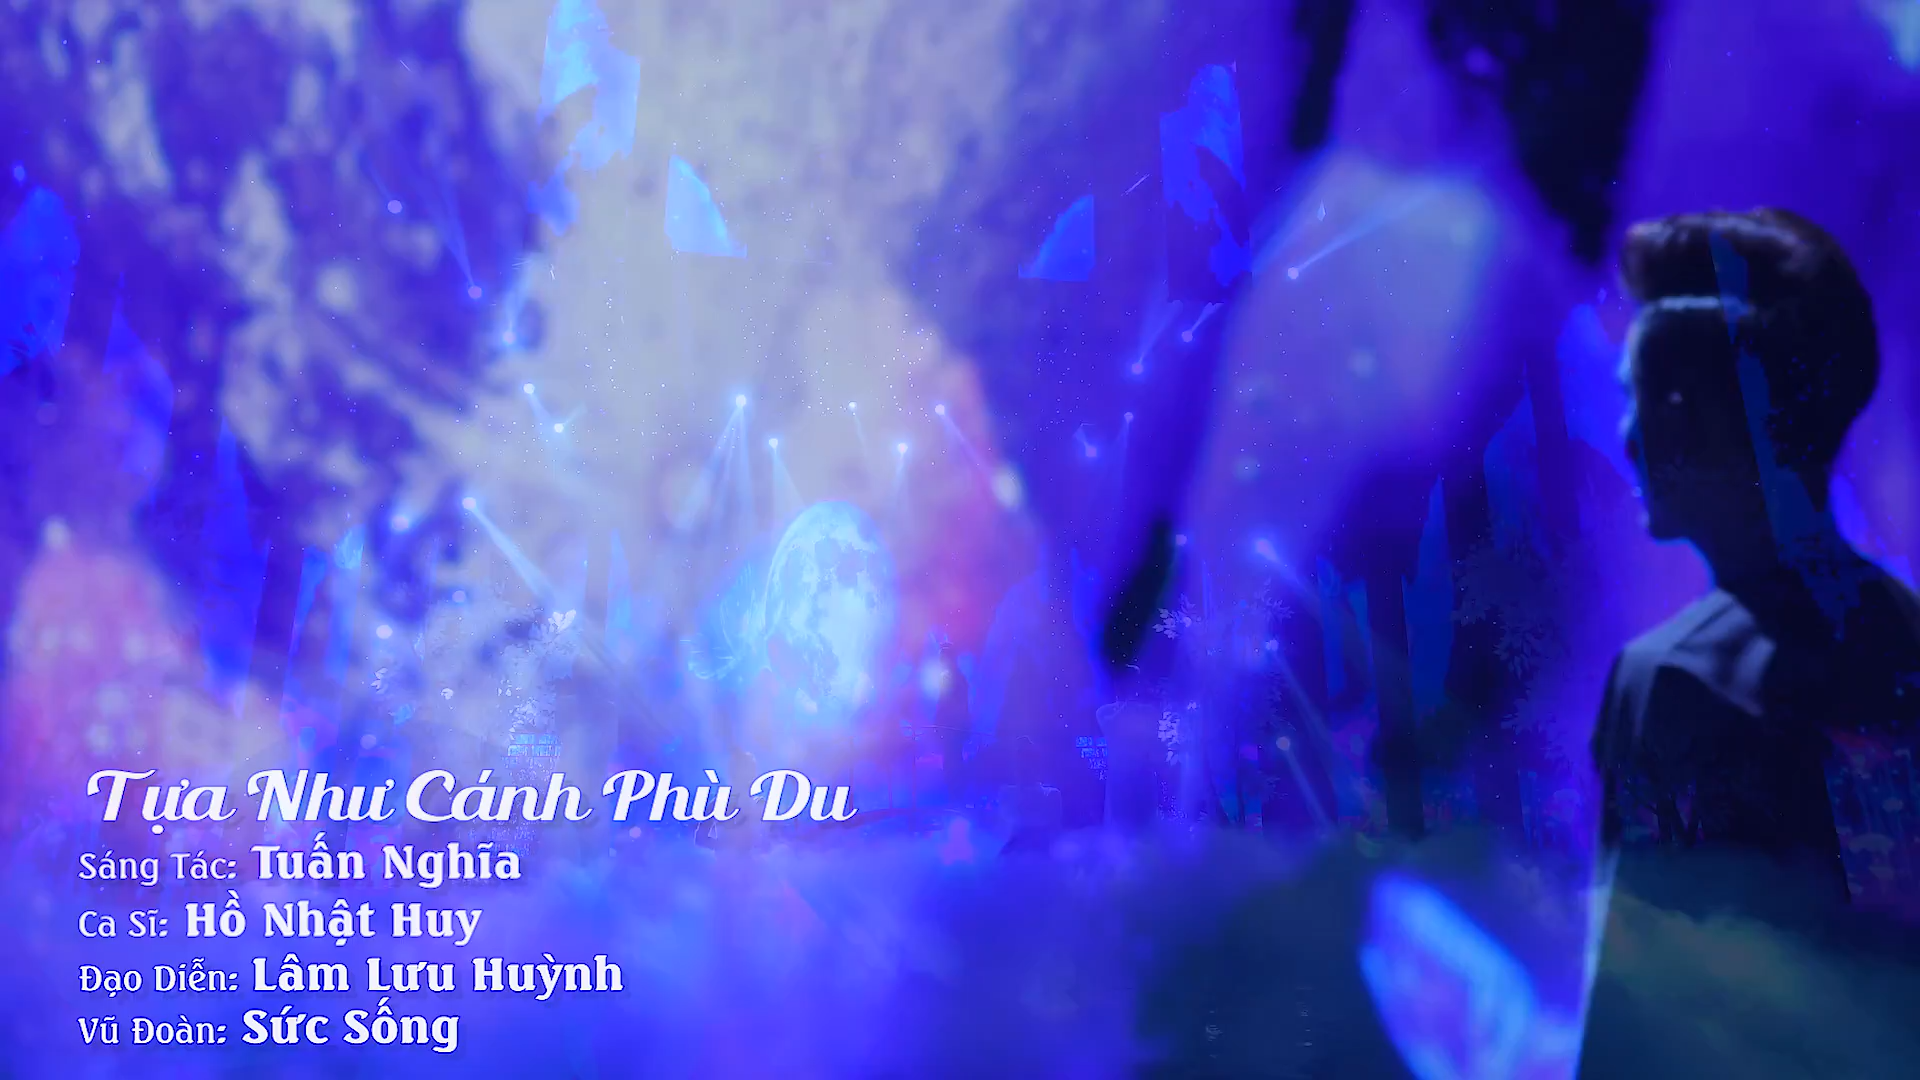 Tựa Như Cánh Phù Du
Sáng Tác: Tuấn Nghĩa
Ca Sĩ: Hồ Nhật Huy
Đạo Diễn: Lâm Lưu Huỳnh
Vũ Đoàn: Sức Sống